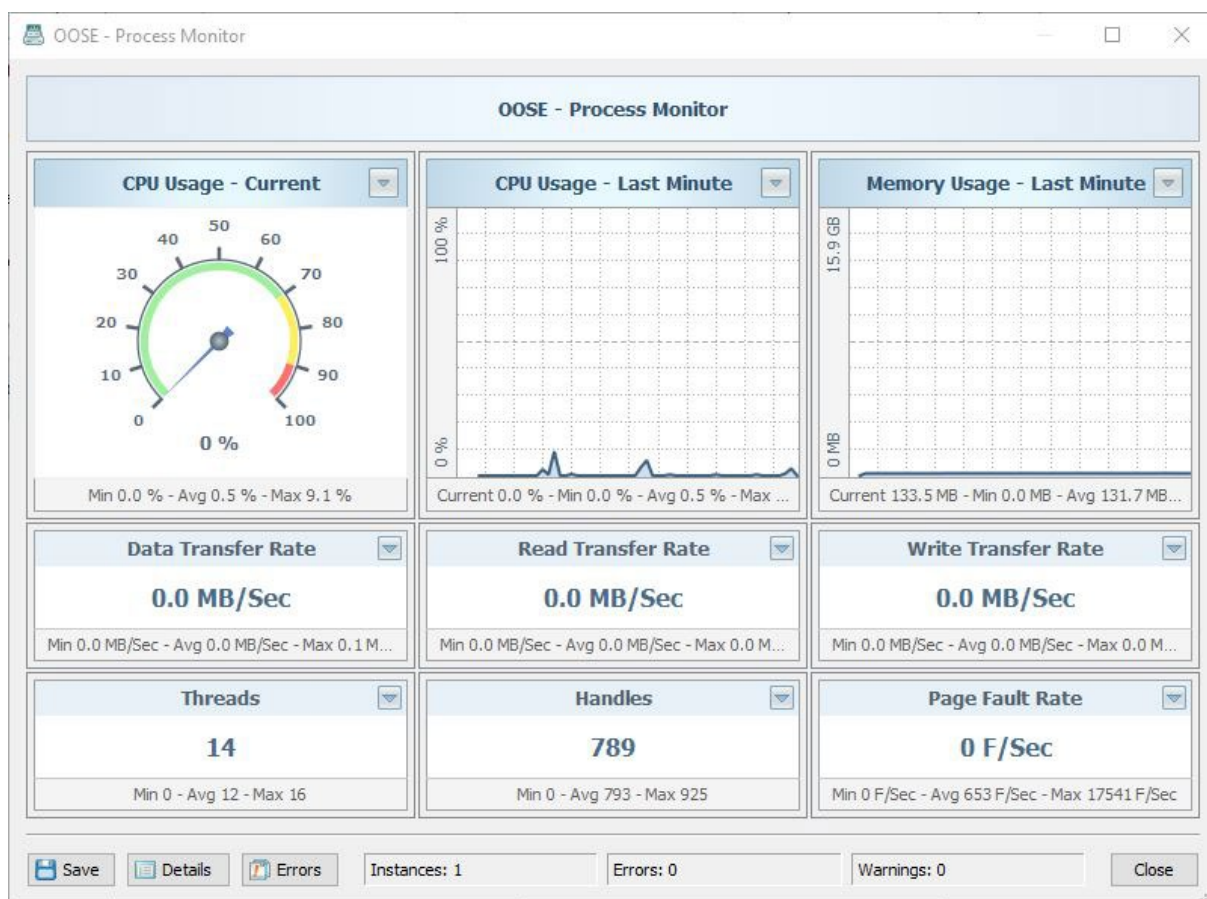 OOSE - Process Monitor
OOSE - Process Monitor
CPU Usage - Current
50
40
60
30
70
20
80
10
90
0
100
0 %
Min 0.0 % - Avg 0.5 % - Max 9.1 %
CPU Usage - Last Minute
100 %
0 %
Current 0.0 % - Min 0.0 % - Avg 0.5 % - Max ...
Memory Usage - Last Minute
15.9 GB
0 MB
Current 133.5 MB - Min 0.0 MB - Avg 131.7 MB...
Data Transfer Rate
0.0 MB/Sec
Min 0.0 MB/Sec - Avg 0.0 MB/Sec - Max 0.1 M...
Read Transfer Rate
0.0 MB/Sec
Min 0.0 MB/Sec - Avg 0.0 MB/Sec - Max 0.0 M...
Write Transfer Rate
0.0 MB/Sec
Min 0.0 MB/Sec - Avg 0.0 MB/Sec - Max 0.0 M...
Threads
14
Min 0 - Avg 12 - Max 16
Handles
789
Min 0 - Avg 793 - Max 925
Page Fault Rate
0 F/Sec
Min 0 F/Sec - Avg 653 F/Sec - Max 17541 F/Sec
Save Details Errors Instances: 1 Errors: 0 Warnings: 0 Close